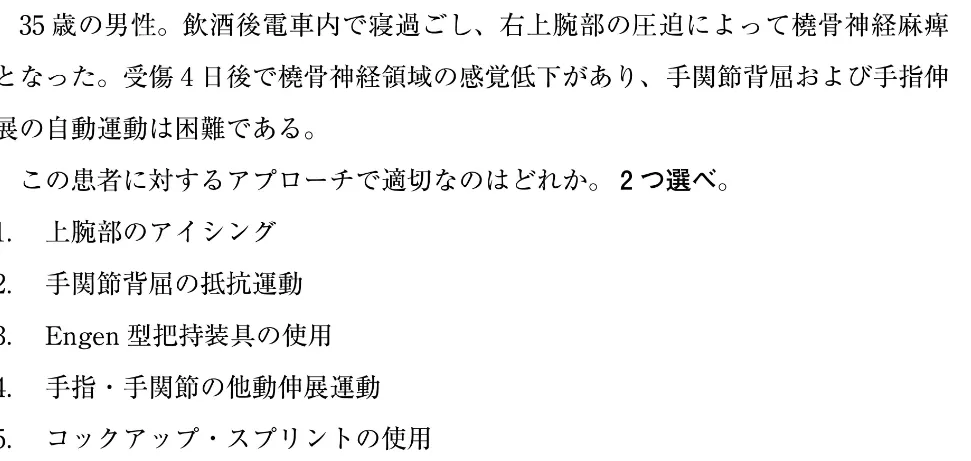 35歳の男性。飲酒後電車内で寝過ごし、右上腕部の圧迫によって橈骨神経麻痺
となった。受傷4日後で橈骨神経領域の感覚低下があり、手関節背屈および手指伸
展の自動運動は困難である。
この患者に対するアプローチで適切なのはどれか。2つ選べ。
1. 上腕部のアイシング
2. 手関節背屈の抵抗運動
3. Engen型把持装具の使用
4. 手指・手関節の他動伸展運動
5. コックアップ・スプリントの使用